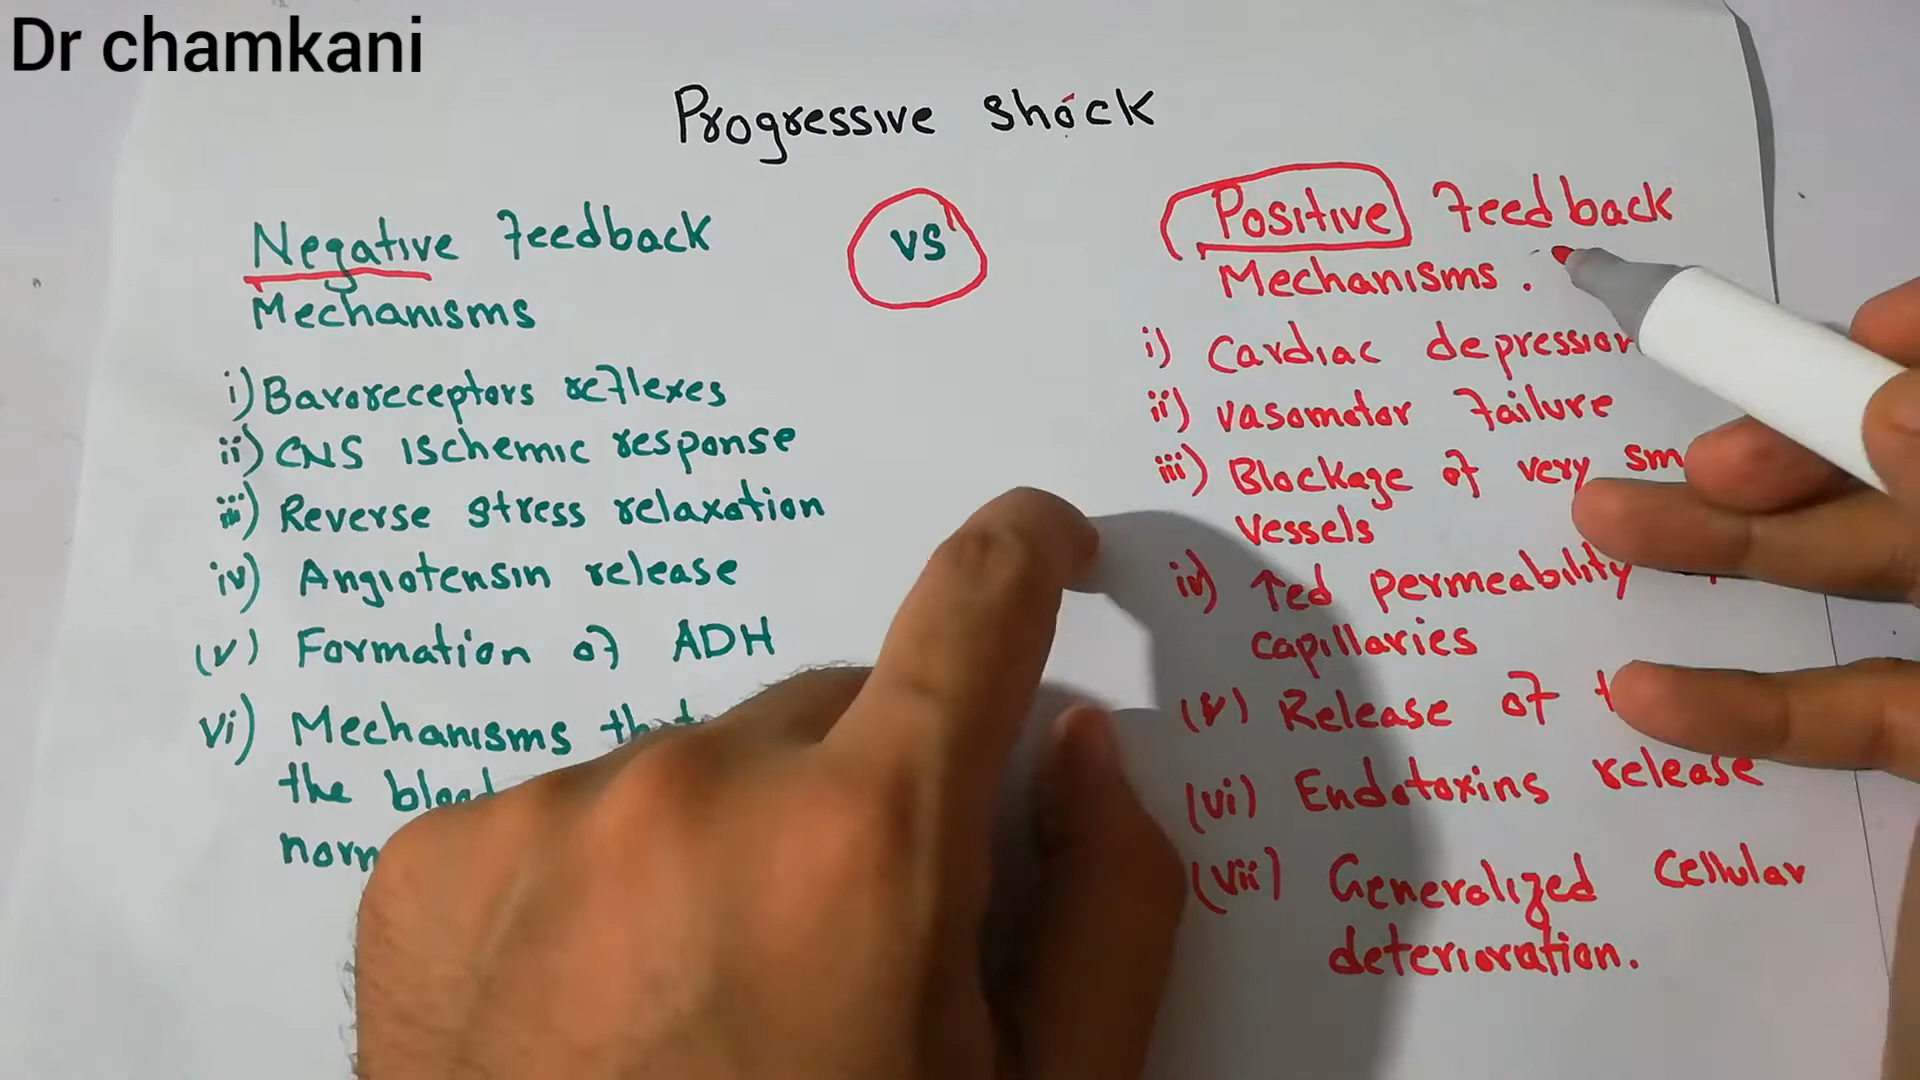 Dr chamkani
Progressive shock
Negative Feedback
Mechanisms
i) Baroreceptors reflexes
ii) CNS Ischemic response
iii) Reverse stress relaxation
iv) Angiotensin release
(v) Formation of ADH
vi) Mechanisms
the
vs
Positive Feedback
Mechanisms.
i) Cardiac depression
ii) vasomotor Failure
iii) Blockage of very
vessels
iv) ↑ed permeability
capillaries
(v) Release of
(vi) Endotoxins release
(vii) Generalized Cellular
deterioration.